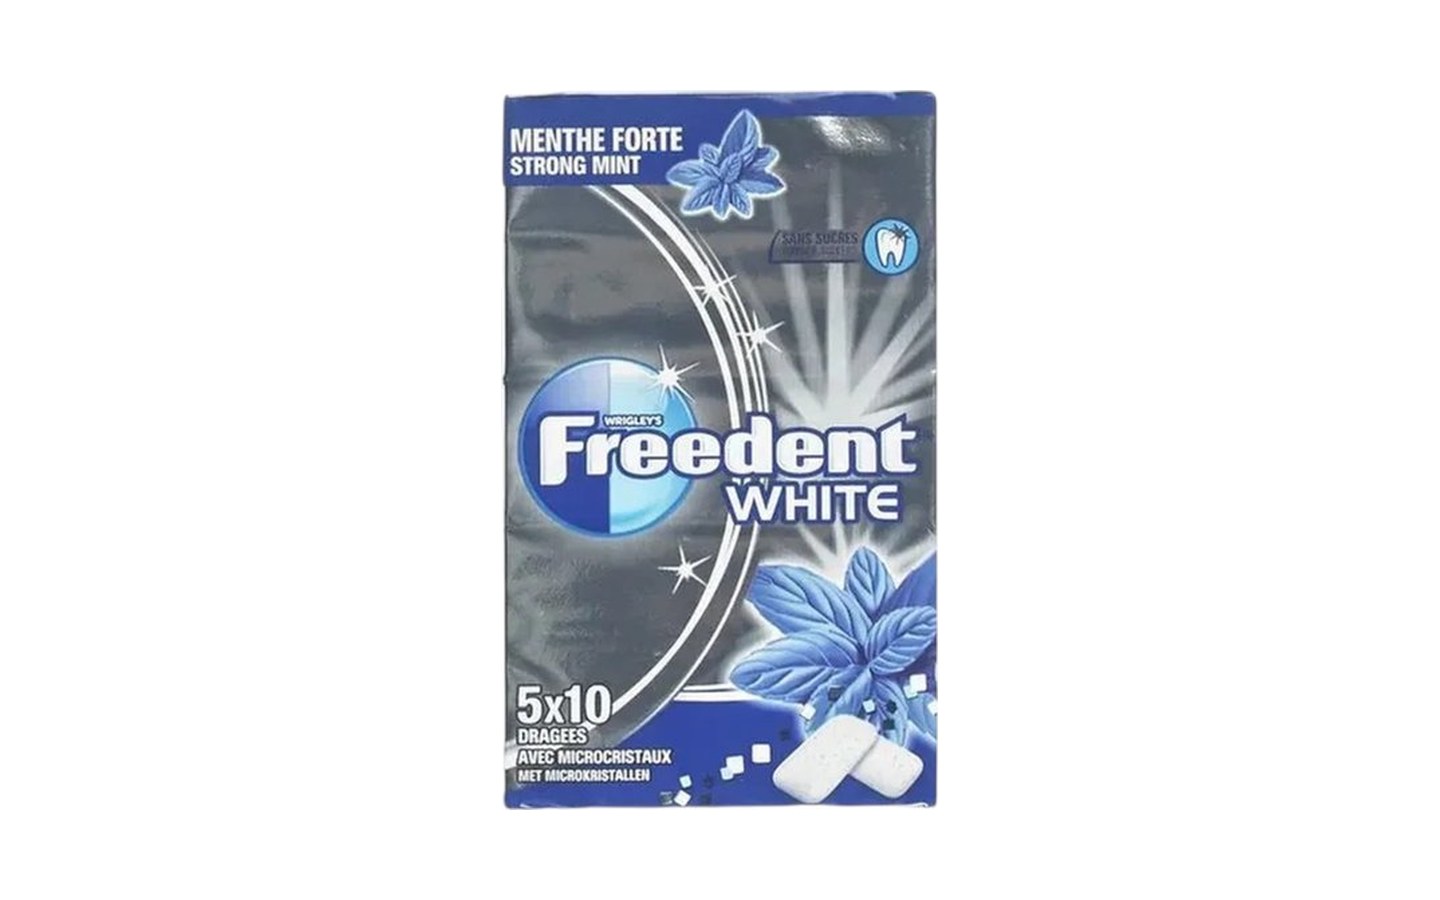 MENTHE FORTE
STRONG MINT
SANS SUCRES
WRIGLEY'S
Freedent
WHITE
5x10
DRAGEES
AVEC MICROCRISTAUX
MET MICROKRISTALLEN